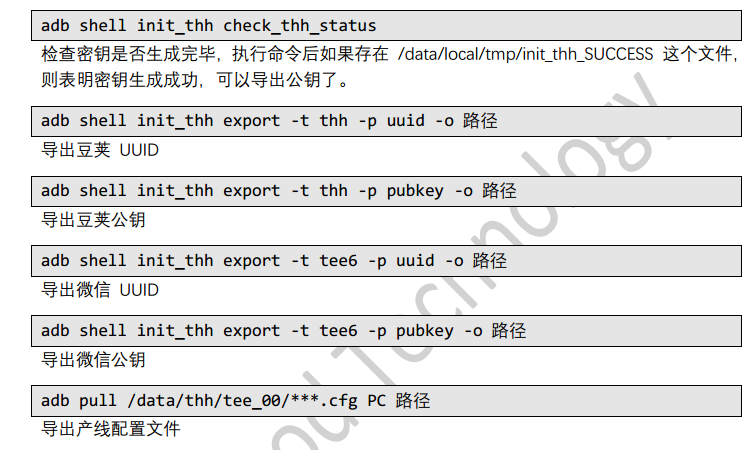 adb shell init_thh check_thh_status
检查密钥是否生成完毕，执行命令后如果存在 /data/local/tmp/init_thh_SUCCESS 这个文件，
则表明密钥生成成功，可以导出公钥了。
adb shell init_thh export -t thh -p uuid -o 路径
导出豆荚 UUID
adb shell init_thh export -t thh -p pubkey -o 路径
导出豆荚公钥
adb shell init_thh export -t tee6 -p uuid -o 路径
导出微信 UUID
adb shell init_thh export -t tee6 -p pubkey -o 路径
导出微信公钥
adb pull /data/thh/tee_00/***.cfg PC 路径
导出产线配置文件
Technology